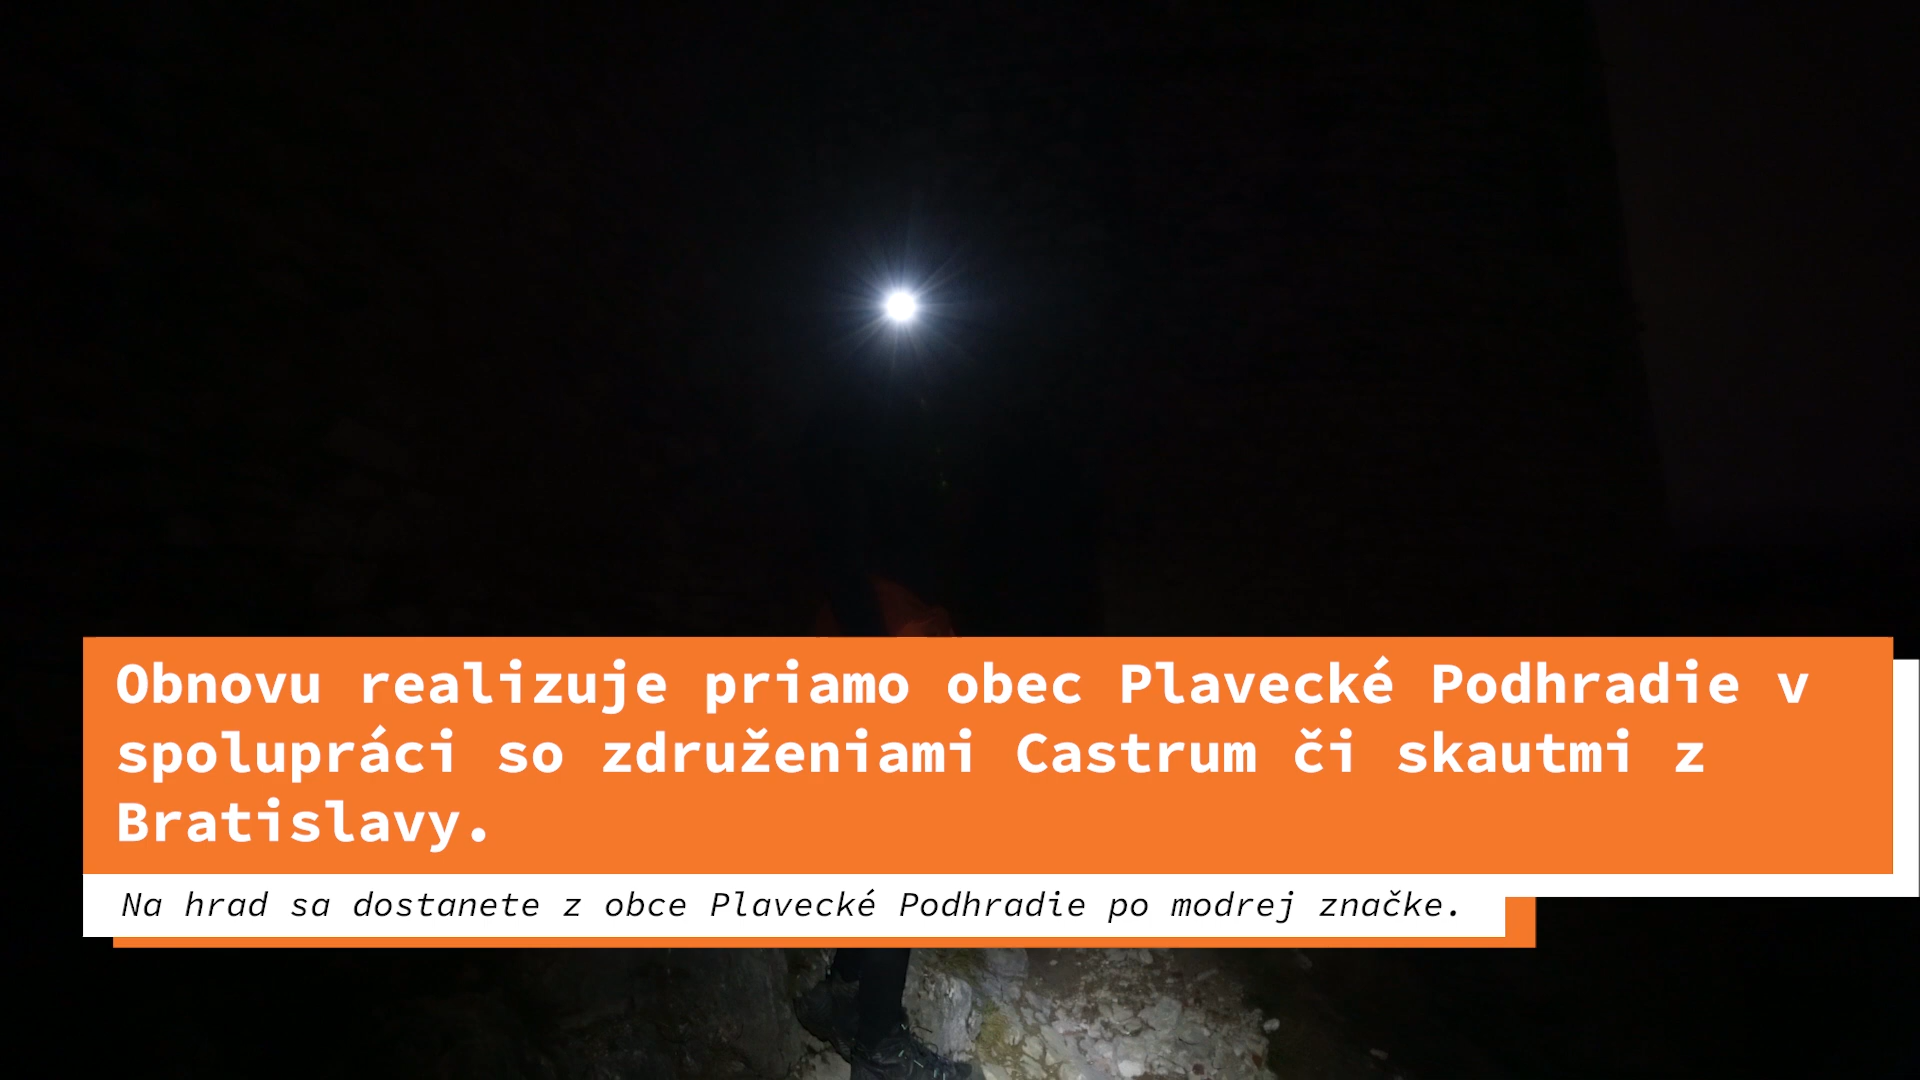 Obnovu realizuje priamo obec Plavecké Podhradie v
spolupráci so združeniami Castrum či skautmi z
Bratislavy.
Na hrad sa dostanete z obce Plavecké Podhradie po modrej značke.